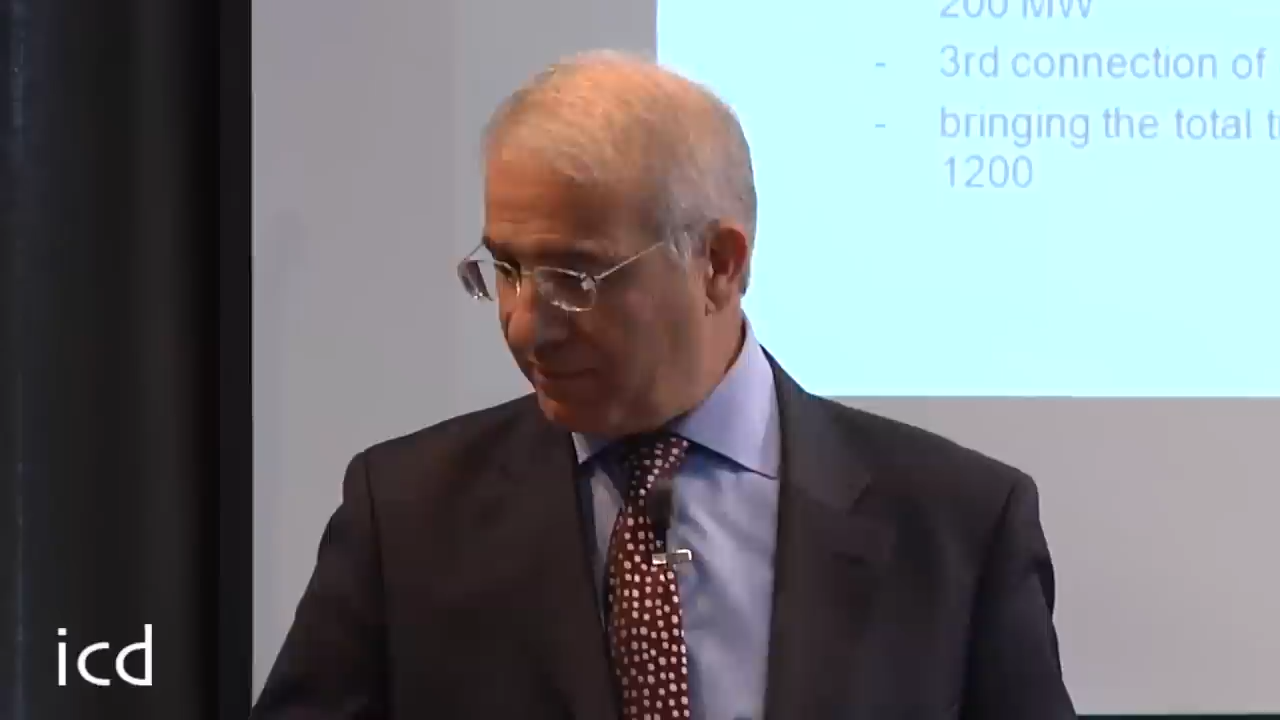 200 MW
- 3rd connection of
- bringing the total
1200
icd